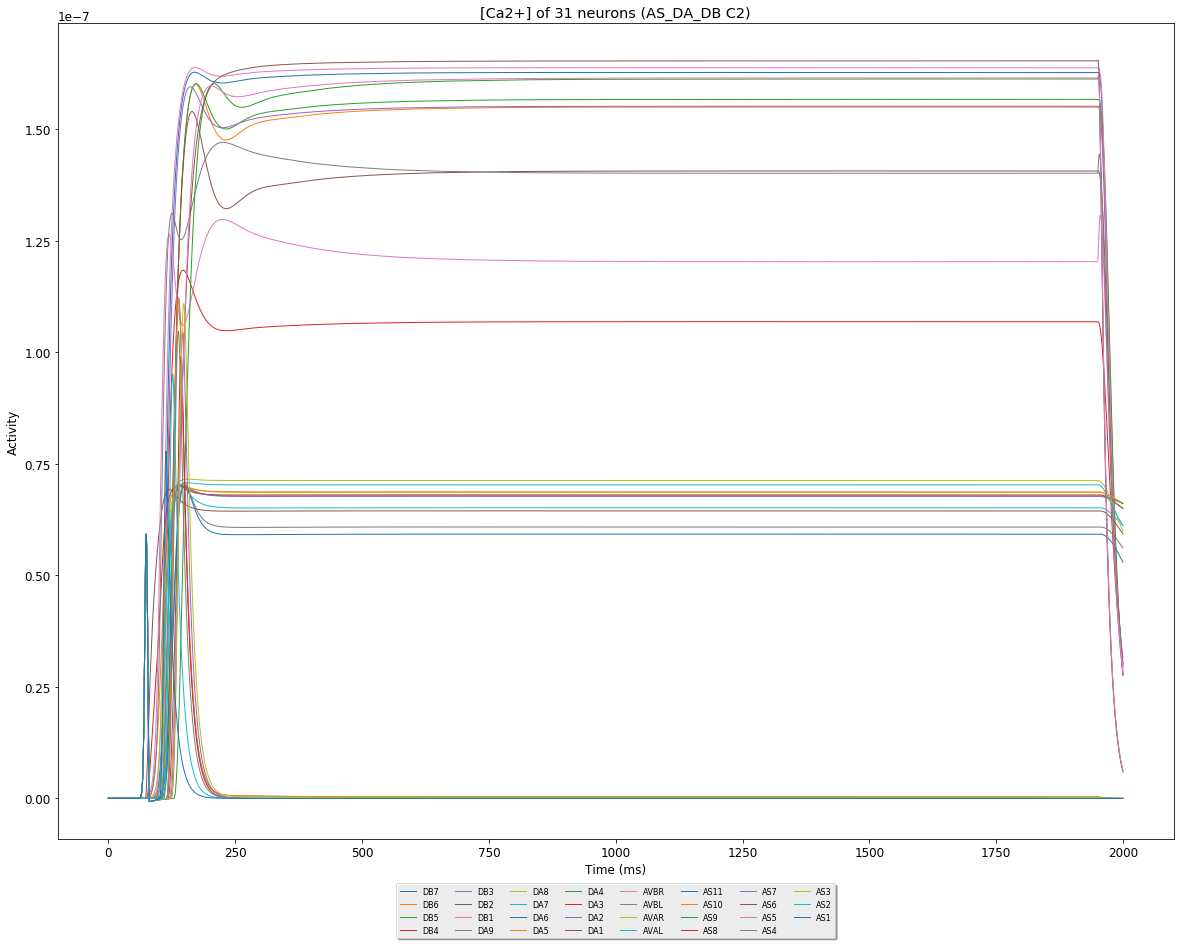 [Ca2+] of 31 neurons (AS_DA_DB C2)
1e−7
1.50
1.25
1.00
0.75
0.50
0.25
0.00
Activity
0 250 500 750 1000 1250 1500 1750 2000
Time (ms)
DB7 DB3 DA8 DA4 AVBR AS11 AS7 AS3
DB6 DB2 DA7 DA3 AVBL AS10 AS6 AS2
DB5 DB1 DA6 DA2 AVAR AS9 AS5 AS1
DB4 DA9 DA5 DA1 AVAL AS8 AS4